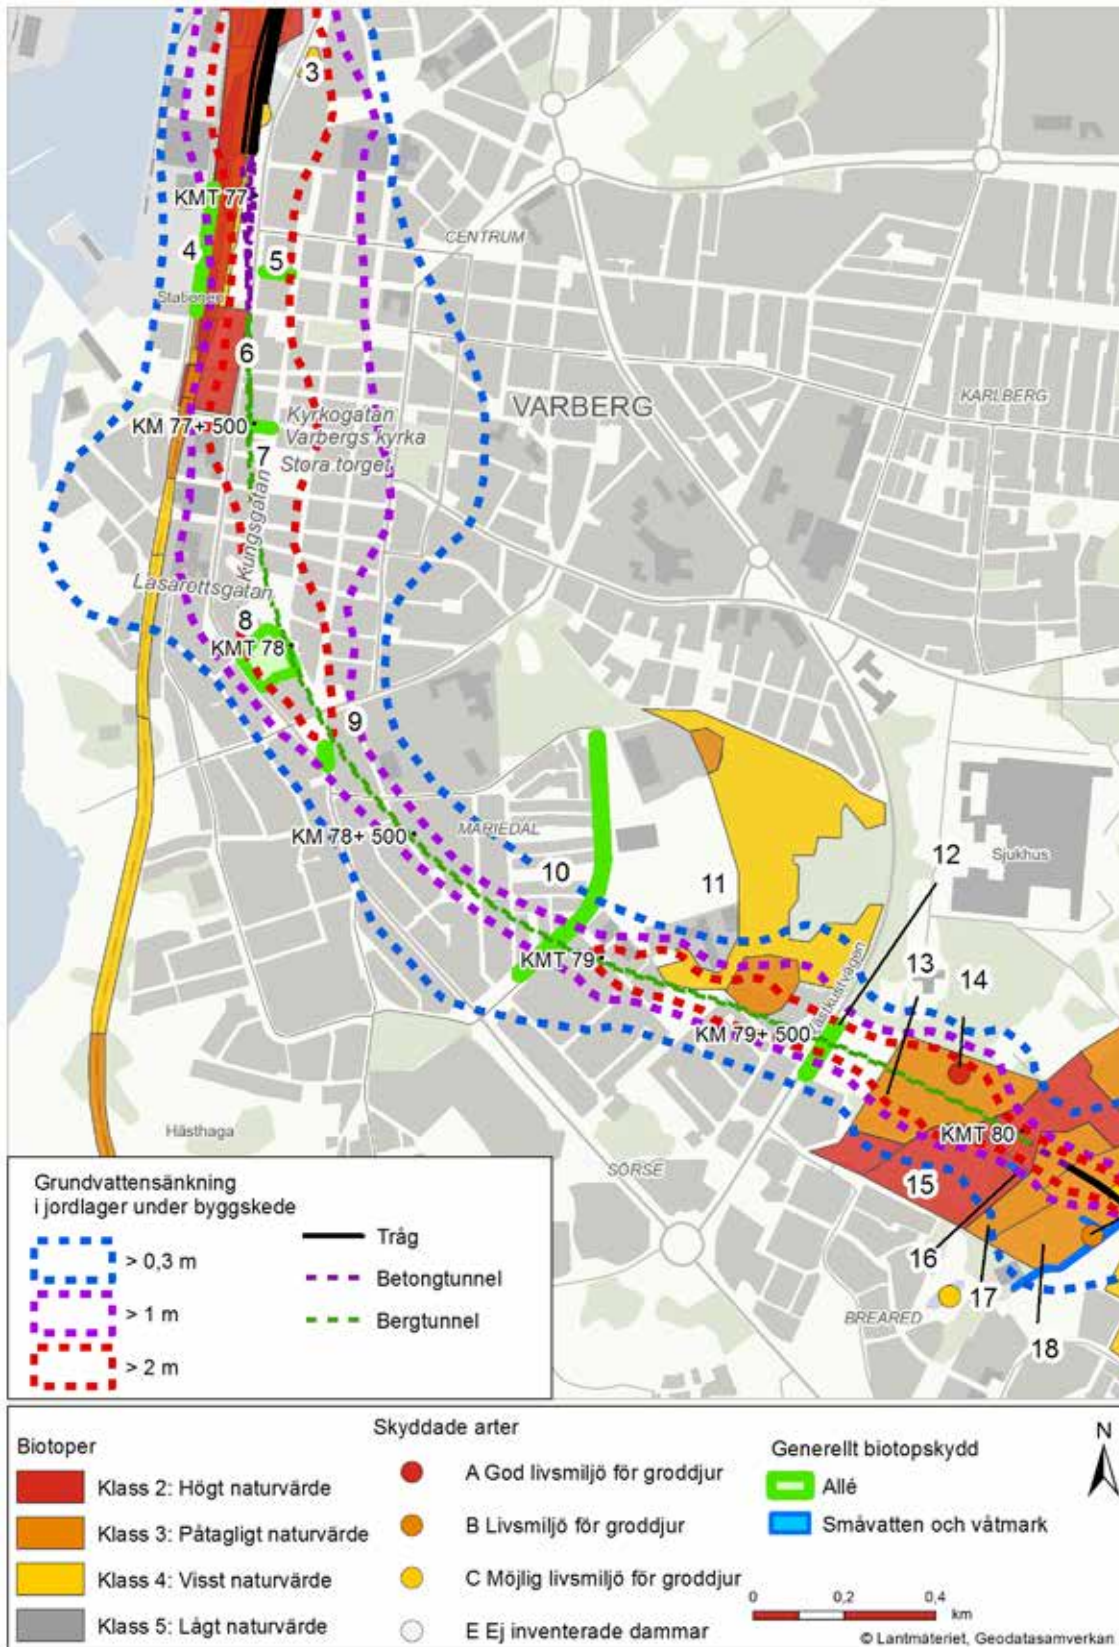 3
KMT 77
4
CENTRUM
5
Stationen
6
KARLBERG
VARBERG
Kyrkogatan
KM 77+ 500
Varbergs kyrka
7
Stora torget
Kungsgatan
Lasarottsgatan
8
KMT 78
9
KM 78+ 500
MARIEDAL
12
Sjukhus
10
11
KMT 79
Västkustvägen
13
14
KM 79+ 500
Hästhaga
KMT 80
SÖRSE
15
16
17
BREARED
18
Grundvattensänkning
i jordlager under byggskede
> 0,3 m
> 1 m
> 2 m
Tråg
Betongtunnel
Bergtunnel
Biotoper
Klass 2: Högt naturvärde
Klass 3: Påtagligt naturvärde
Klass 4: Visst naturvärde
Klass 5: Lågt naturvärde
Skyddade arter
A God livsmiljö för groddjur
B Livsmiljö för groddjur
C Möjlig livsmiljö för groddjur
E Ej inventerade dammar
Generellt biotopskydd
Allé
Småvatten och våtmark
N
0 0,2 0,4
km
© Lantmäteriet, Geodatasamverkan